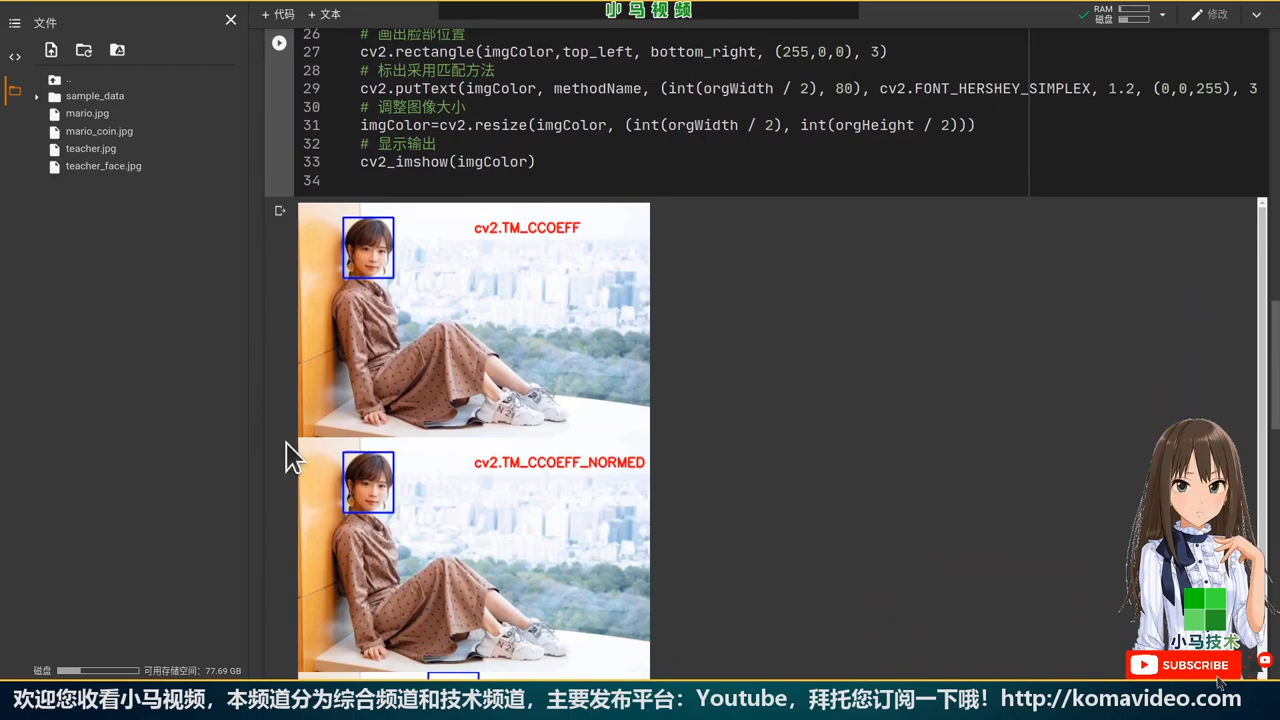 小马视频
文件
+ 代码 + 文本
RAM
磁盘
修改
..
sample_data
mario.jpg
mario_coin.jpg
teacher.jpg
teacher_face.jpg
26 # 画出脸部位置
27 cv2.rectangle(imgColor,top_left, bottom_right, (255,0,0), 3)
28 # 标出采用匹配方法
29 cv2.putText(imgColor, methodName, (int(orgWidth / 2), 80), cv2.FONT_HERSHEY_SIMPLEX, 1.2, (0,0,255), 3
30 # 调整图像大小
31 imgColor=cv2.resize(imgColor, (int(orgWidth / 2), int(orgHeight / 2)))
32 # 显示输出
33 cv2_imshow(imgColor)
34
cv2.TM_CCOEFF
cv2.TM_CCOEFF_NORMED
小马技术
SUBSCRIBE
磁盘 可用存储空间：77.69 GB
欢迎您收看小马视频，本频道分为综合频道和技术频道，主要发布平台：Youtube，拜托您订阅一下哦！http://komavideo.com